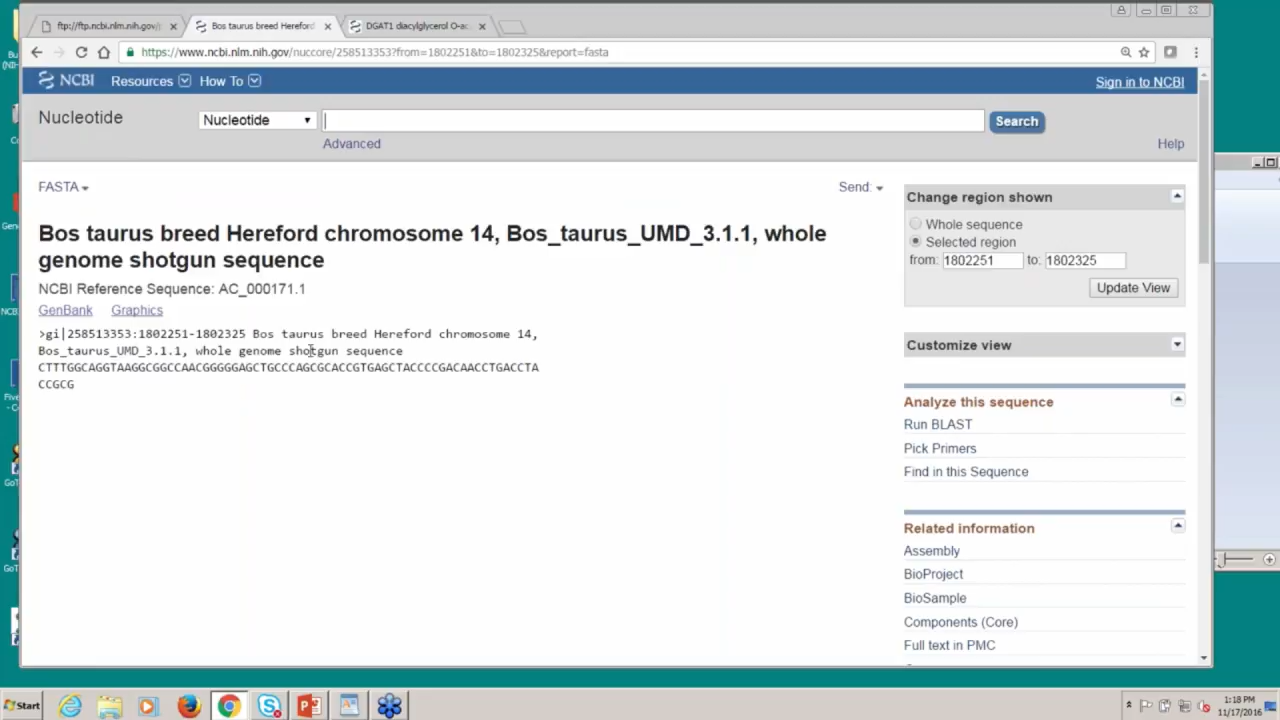 ftp://ftp.ncbi.nlm.nih.gov/
Bos taurus breed Hereford
DGAT1 diacylglycerol O-ac
https://www.ncbi.nlm.nih.gov/nuccore/258513353?from=1802251&to=1802325&report=fasta
NCBI Resources How To Sign in to NCBI
Nucleotide
Nucleotide
Search
Advanced
Help
FASTA
Send:
Bos taurus breed Hereford chromosome 14, Bos_taurus_UMD_3.1.1, whole
genome shotgun sequence
NCBI Reference Sequence: AC_000171.1
GenBank Graphics
>gi|258513353:1802251-1802325 Bos taurus breed Hereford chromosome 14,
Bos_taurus_UMD_3.1.1, whole genome shotgun sequence
CTTTGGCAGGTAAGGCGGCCAACGGGGGAGCTGCCCAGCGCACCGTGAGCTACCCCGACAACCTGACCTA
CCGCG
Change region shown
Whole sequence
Selected region
from: 1802251 to: 1802325
Update View
Customize view
Analyze this sequence
Run BLAST
Pick Primers
Find in this Sequence
Related information
Assembly
BioProject
BioSample
Components (Core)
Full text in PMC
Start
1:18 PM
11/17/2016